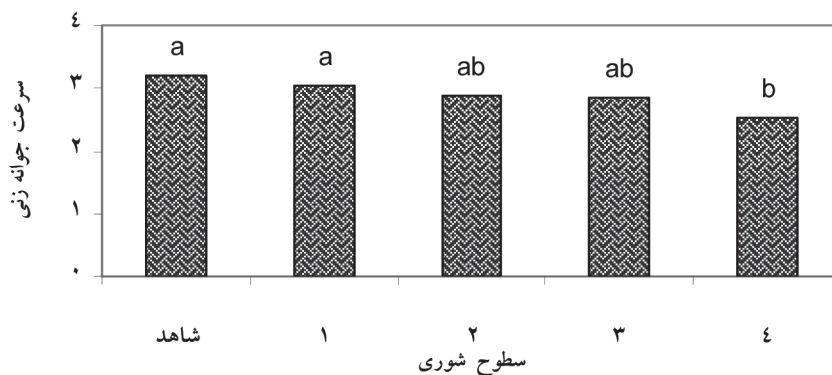 ٤
a a ab ab b
٣
٢
١
٠
سرعت جوانه زنی
شاهد ١ ٢ ٣ ٤
سطوح شوری